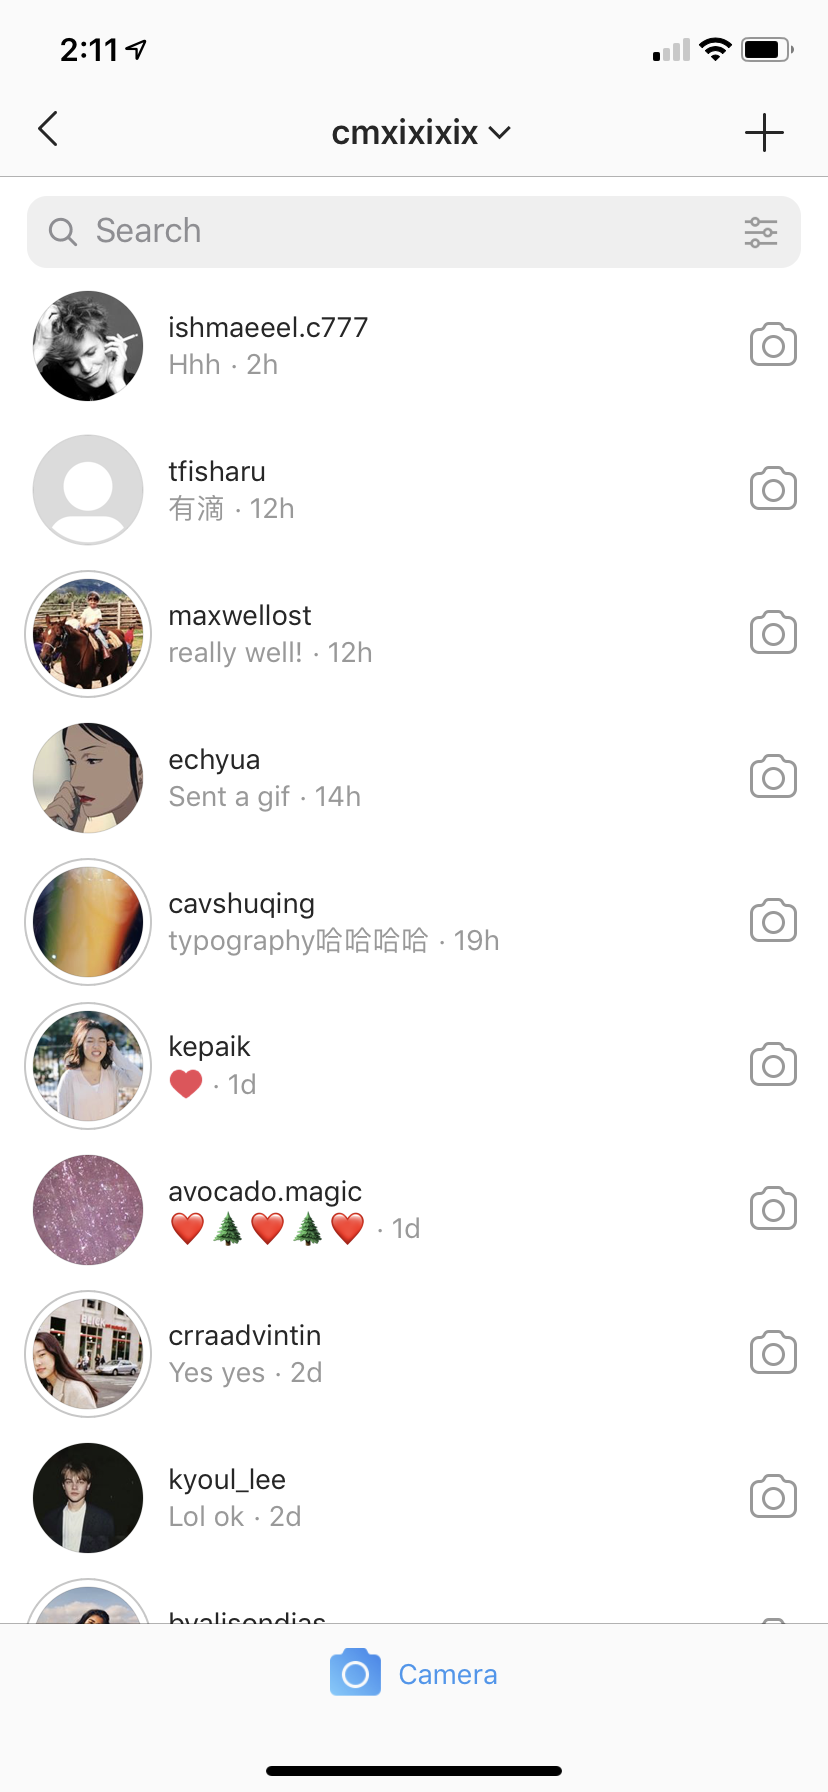 2:11
cmxixixix
Search
ishmaeeel.c777
Hhh · 2h
tfisharu
有滴 · 12h
maxwellost
really well! · 12h
echyua
Sent a gif · 14h
cavshuqing
typography哈哈哈哈 · 19h
kepaik
❤️ · 1d
avocado.magic
❤️🌲❤️🌲❤️ · 1d
crraadvintin
Yes yes · 2d
kyoul_lee
Lol ok · 2d
byalisondias
Camera